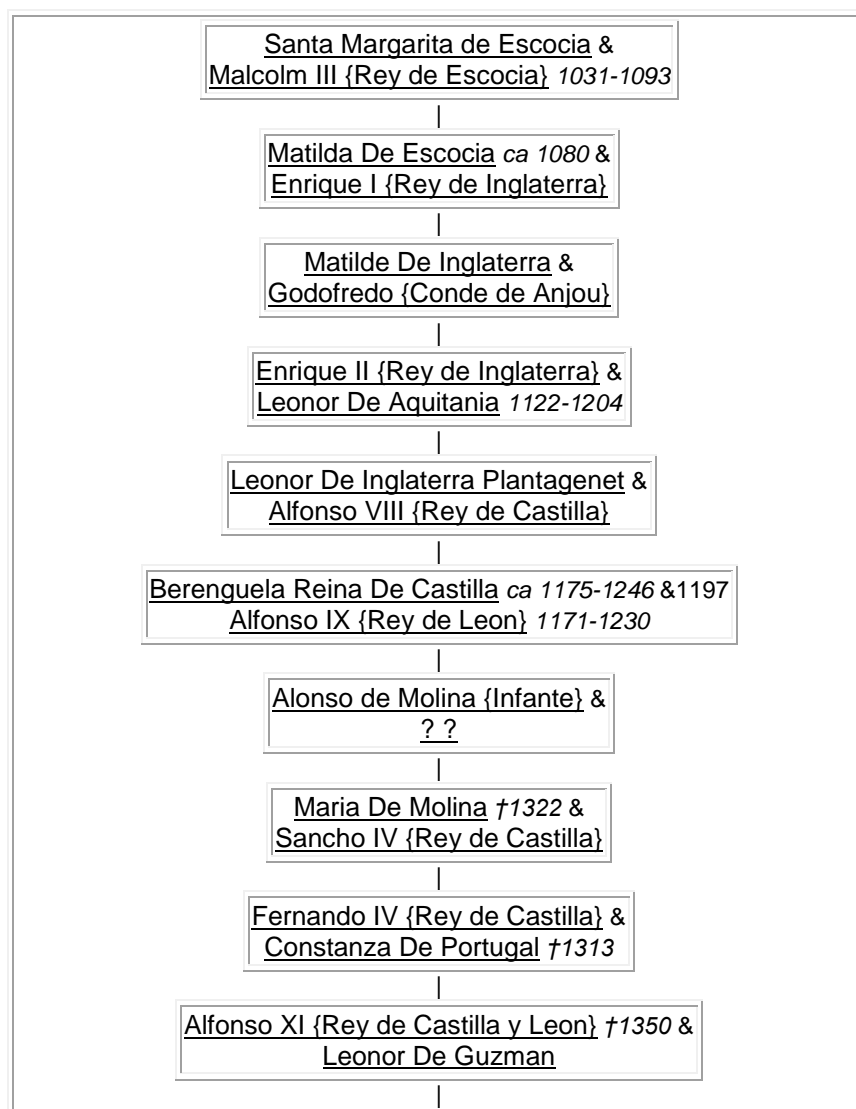 Santa Margarita de Escocia &
Malcolm III {Rey de Escocia} 1031-1093
|
Matilda De Escocia ca 1080 &
Enrique I {Rey de Inglaterra}
|
Matilde De Inglaterra &
Godofredo {Conde de Anjou}
|
Enrique II {Rey de Inglaterra} &
Leonor De Aquitania 1122-1204
|
Leonor De Inglaterra Plantagenet &
Alfonso VIII {Rey de Castilla}
|
Berenguela Reina De Castilla ca 1175-1246 &1197
Alfonso IX {Rey de Leon} 1171-1230
|
Alonso de Molina {Infante} &
? ?
|
Maria De Molina †1322 &
Sancho IV {Rey de Castilla}
|
Fernando IV {Rey de Castilla} &
Constanza De Portugal †1313
|
Alfonso XI {Rey de Castilla y Leon} †1350 &
Leonor De Guzman
|